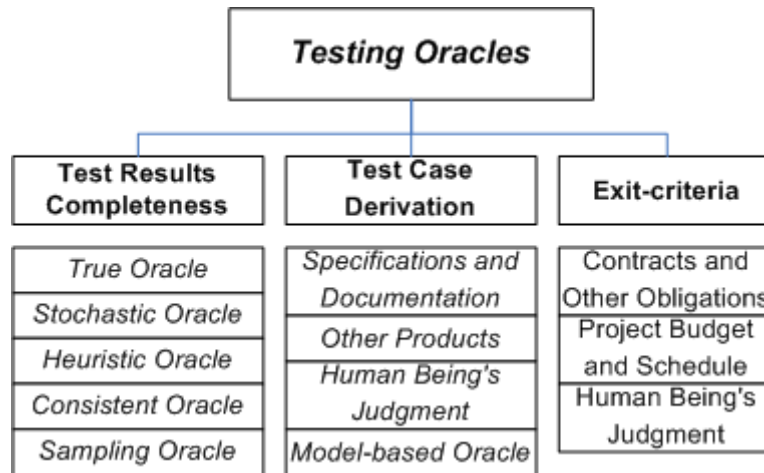 Testing Oracles
Test Results
Completeness
True Oracle
Stochastic Oracle
Heuristic Oracle
Consistent Oracle
Sampling Oracle
Test Case
Derivation
Specifications and
Documentation
Other Products
Human Being's
Judgment
Model-based Oracle
Exit-criteria
Contracts and
Other Obligations
Project Budget
and Schedule
Human Being's
Judgment